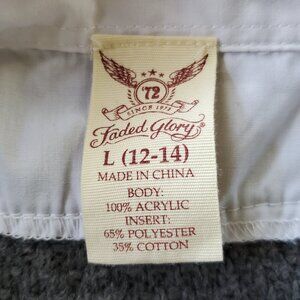 '72
SINCE 1972
Faded Glory
L (12-14)
MADE IN CHINA
BODY:
100% ACRYLIC
INSERT:
65% POLYESTER
35% COTTON